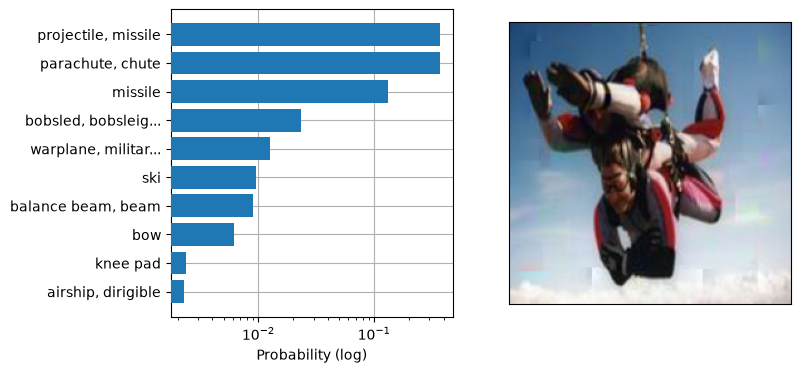 projectile, missile
parachute, chute
missile
bobsled, bobsleig...
warplane, militar...
ski
balance beam, beam
bow
knee pad
airship, dirigible
10⁻² 10⁻¹
Probability (log)